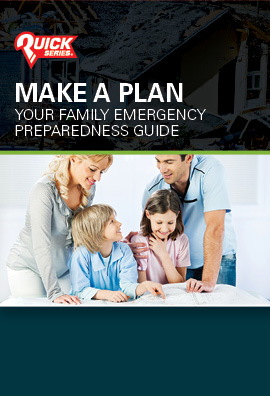 QUICK
SERIES®
MAKE A PLAN
YOUR FAMILY EMERGENCY
PREPAREDNESS GUIDE